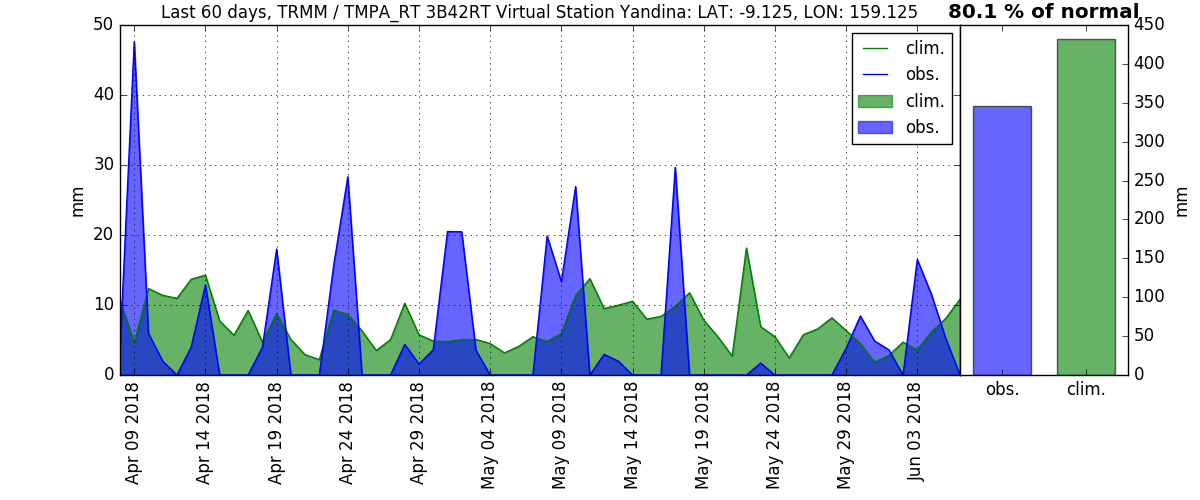 Last 60 days, TRMM / TMPA_RT 3B42RT Virtual Station Yandina: LAT: -9.125, LON: 159.125
80.1 % of normal
50
40
30
20
10
0
mm
clim.
obs.
clim.
obs.
450
400
350
300
250
200
150
100
50
0
mm
obs.
clim.
Apr 09 2018
Apr 14 2018
Apr 19 2018
Apr 24 2018
Apr 29 2018
May 04 2018
May 09 2018
May 14 2018
May 19 2018
May 24 2018
May 29 2018
Jun 03 2018